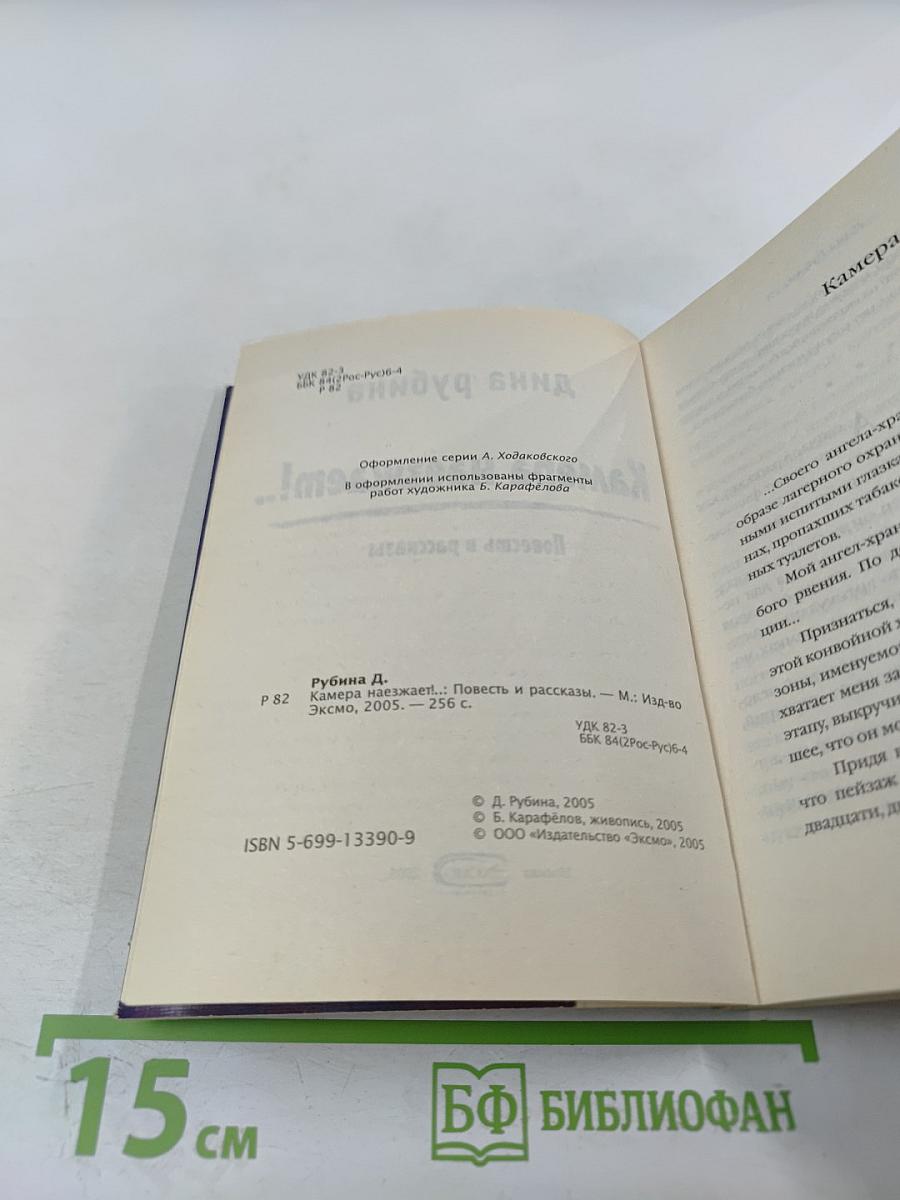 УДК 82-3
ББК 84(2Рос-Рус)6-4
Р 82
Оформление серии А. Ходаковского
В оформлении использованы фрагменты
работ художника Б. Карафёлова
Рубина Д.
Р 82 Камера наезжает!..: Повесть и рассказы. — М.: Изд-во
Эксмо, 2005. — 256 с.
УДК 82-3
ББК 84(2Рос-Рус)6-4
© Д. Рубина, 2005
© Б. Карафёлов, живопись, 2005
ISBN 5-699-13390-9 © ООО «Издательство «Эксмо», 2005
Камера
...Своего ангела-хра
образе лагерного охран
ными испитыми глазка
нах, пропахших табако
ных туалетов.
Мой ангел-хран
бого рвения. По д
ции...
Признаться,
этой конвойной х
зоны, именуемо
хватает меня за
этапу, выкручи
шее, что он мо
Придя
что пейзаж
двадцати, д
15 см
БФ БИБЛИОФАН